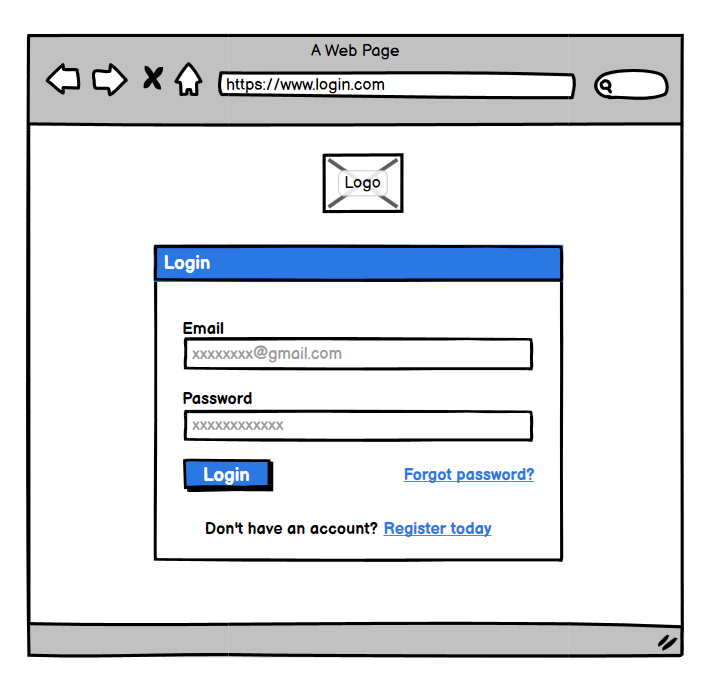 A Web Page
https://www.login.com
Logo
Login
Email
xxxxxxxx@gmail.com
Password
xxxxxxxxxxxx
Login Forgot password?
Don't have an account? Register today